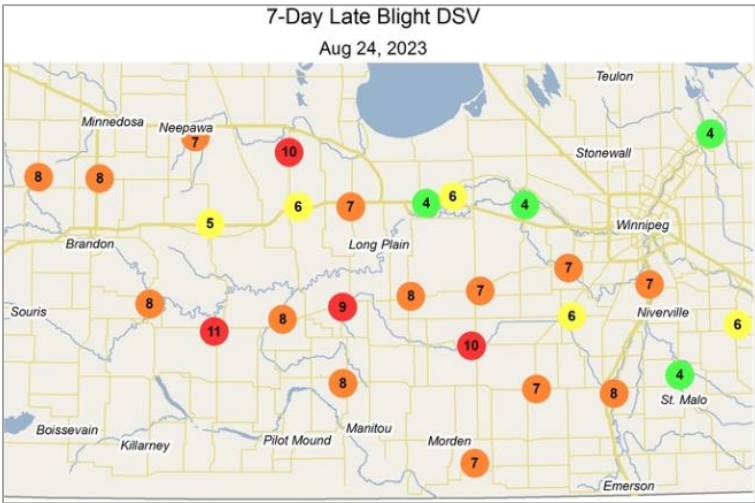 7-Day Late Blight DSV
Aug 24, 2023
Teulon
Minnedosa
Neepawa
4
7
10
Stonewall
8
8
6
7
4
6
4
5
Winnipeg
Brandon
Long Plain
7
7
8
9
8
7
Souris
11
8
6
Niverville
6
10
8
7
8
4
St. Malo
Boissevain
Killarney
Pilot Mound
Manitou
Morden
7
Emerson